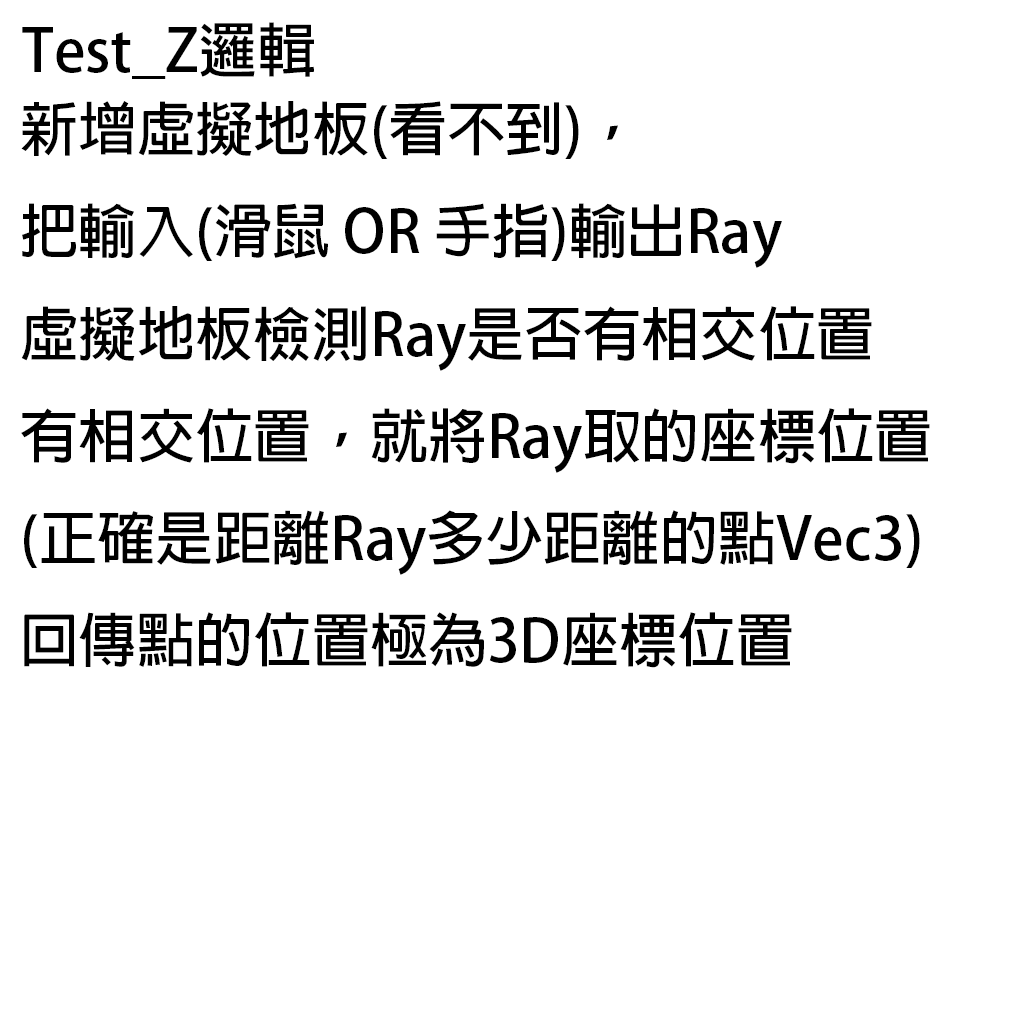 Test_Z邏輯
新增虛擬地板(看不到)，
把輸入(滑鼠 OR 手指)輸出Ray
虛擬地板檢測Ray是否有相交位置
有相交位置，就將Ray取的座標位置
(正確是距離Ray多少距離的點Vec3)
回傳點的位置極為3D座標位置